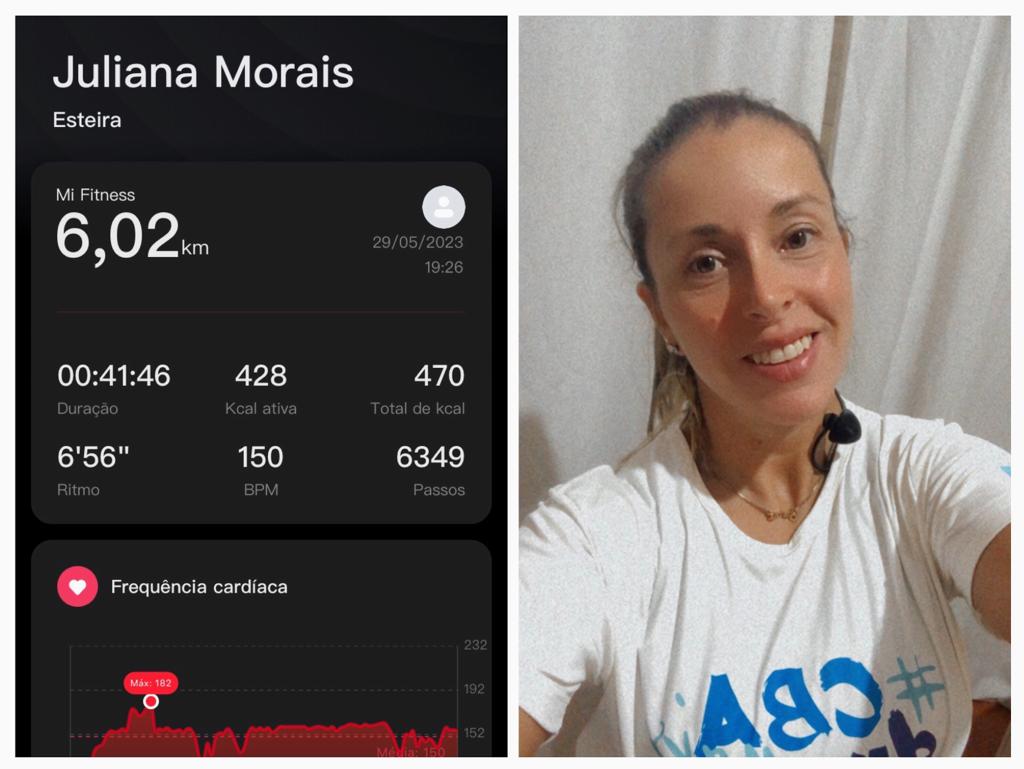 Juliana Morais
Esteira
Mi Fitness
6,02km
29/05/2023
19:26
00:41:46 428 470
Duração Kcal ativa Total de kcal
6'56" 150 6349
Ritmo BPM Passos
Frequência cardíaca
232
Máx: 182
192
152
Média: 150
#CBA